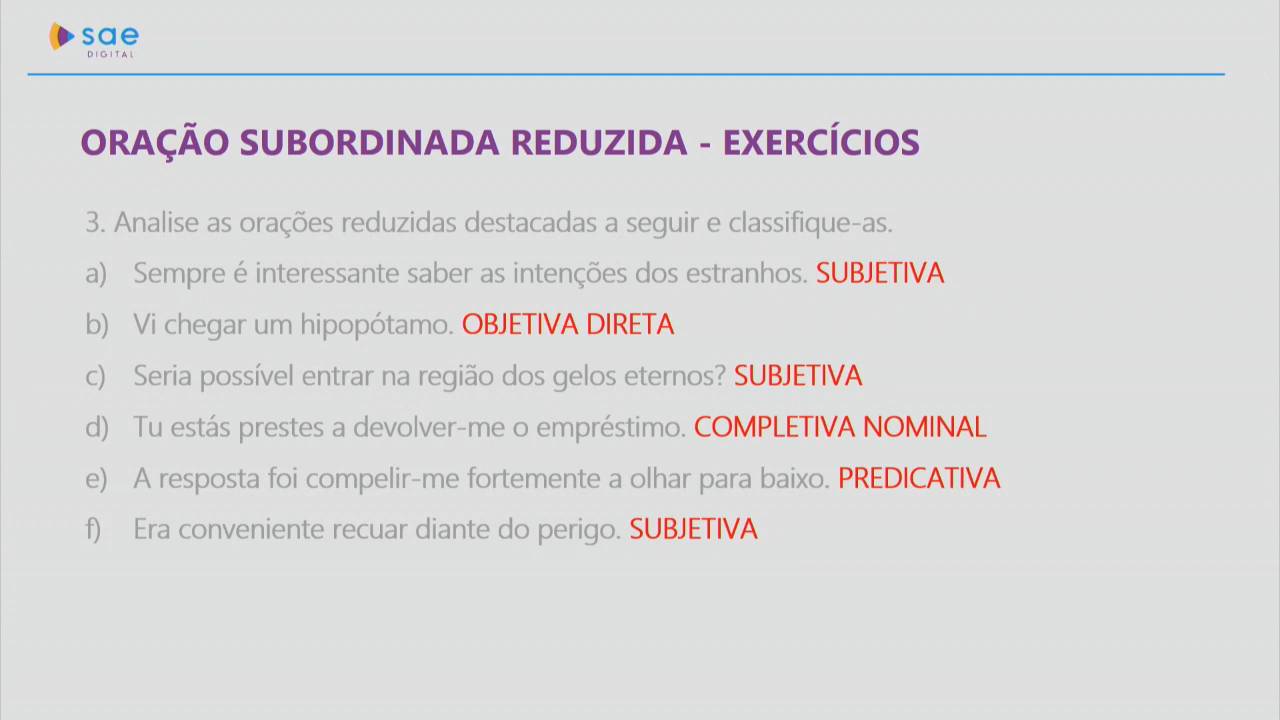 sae
DIGITAL
ORAÇÃO SUBORDINADA REDUZIDA - EXERCÍCIOS
3. Analise as orações reduzidas destacadas a seguir e classifique-as.
a) Sempre é interessante saber as intenções dos estranhos. SUBJETIVA
b) Vi chegar um hipopótamo. OBJETIVA DIRETA
c) Seria possível entrar na região dos gelos eternos? SUBJETIVA
d) Tu estás prestes a devolver-me o empréstimo. COMPLETIVA NOMINAL
e) A resposta foi compelir-me fortemente a olhar para baixo. PREDICATIVA
f) Era conveniente recuar diante do perigo. SUBJETIVA